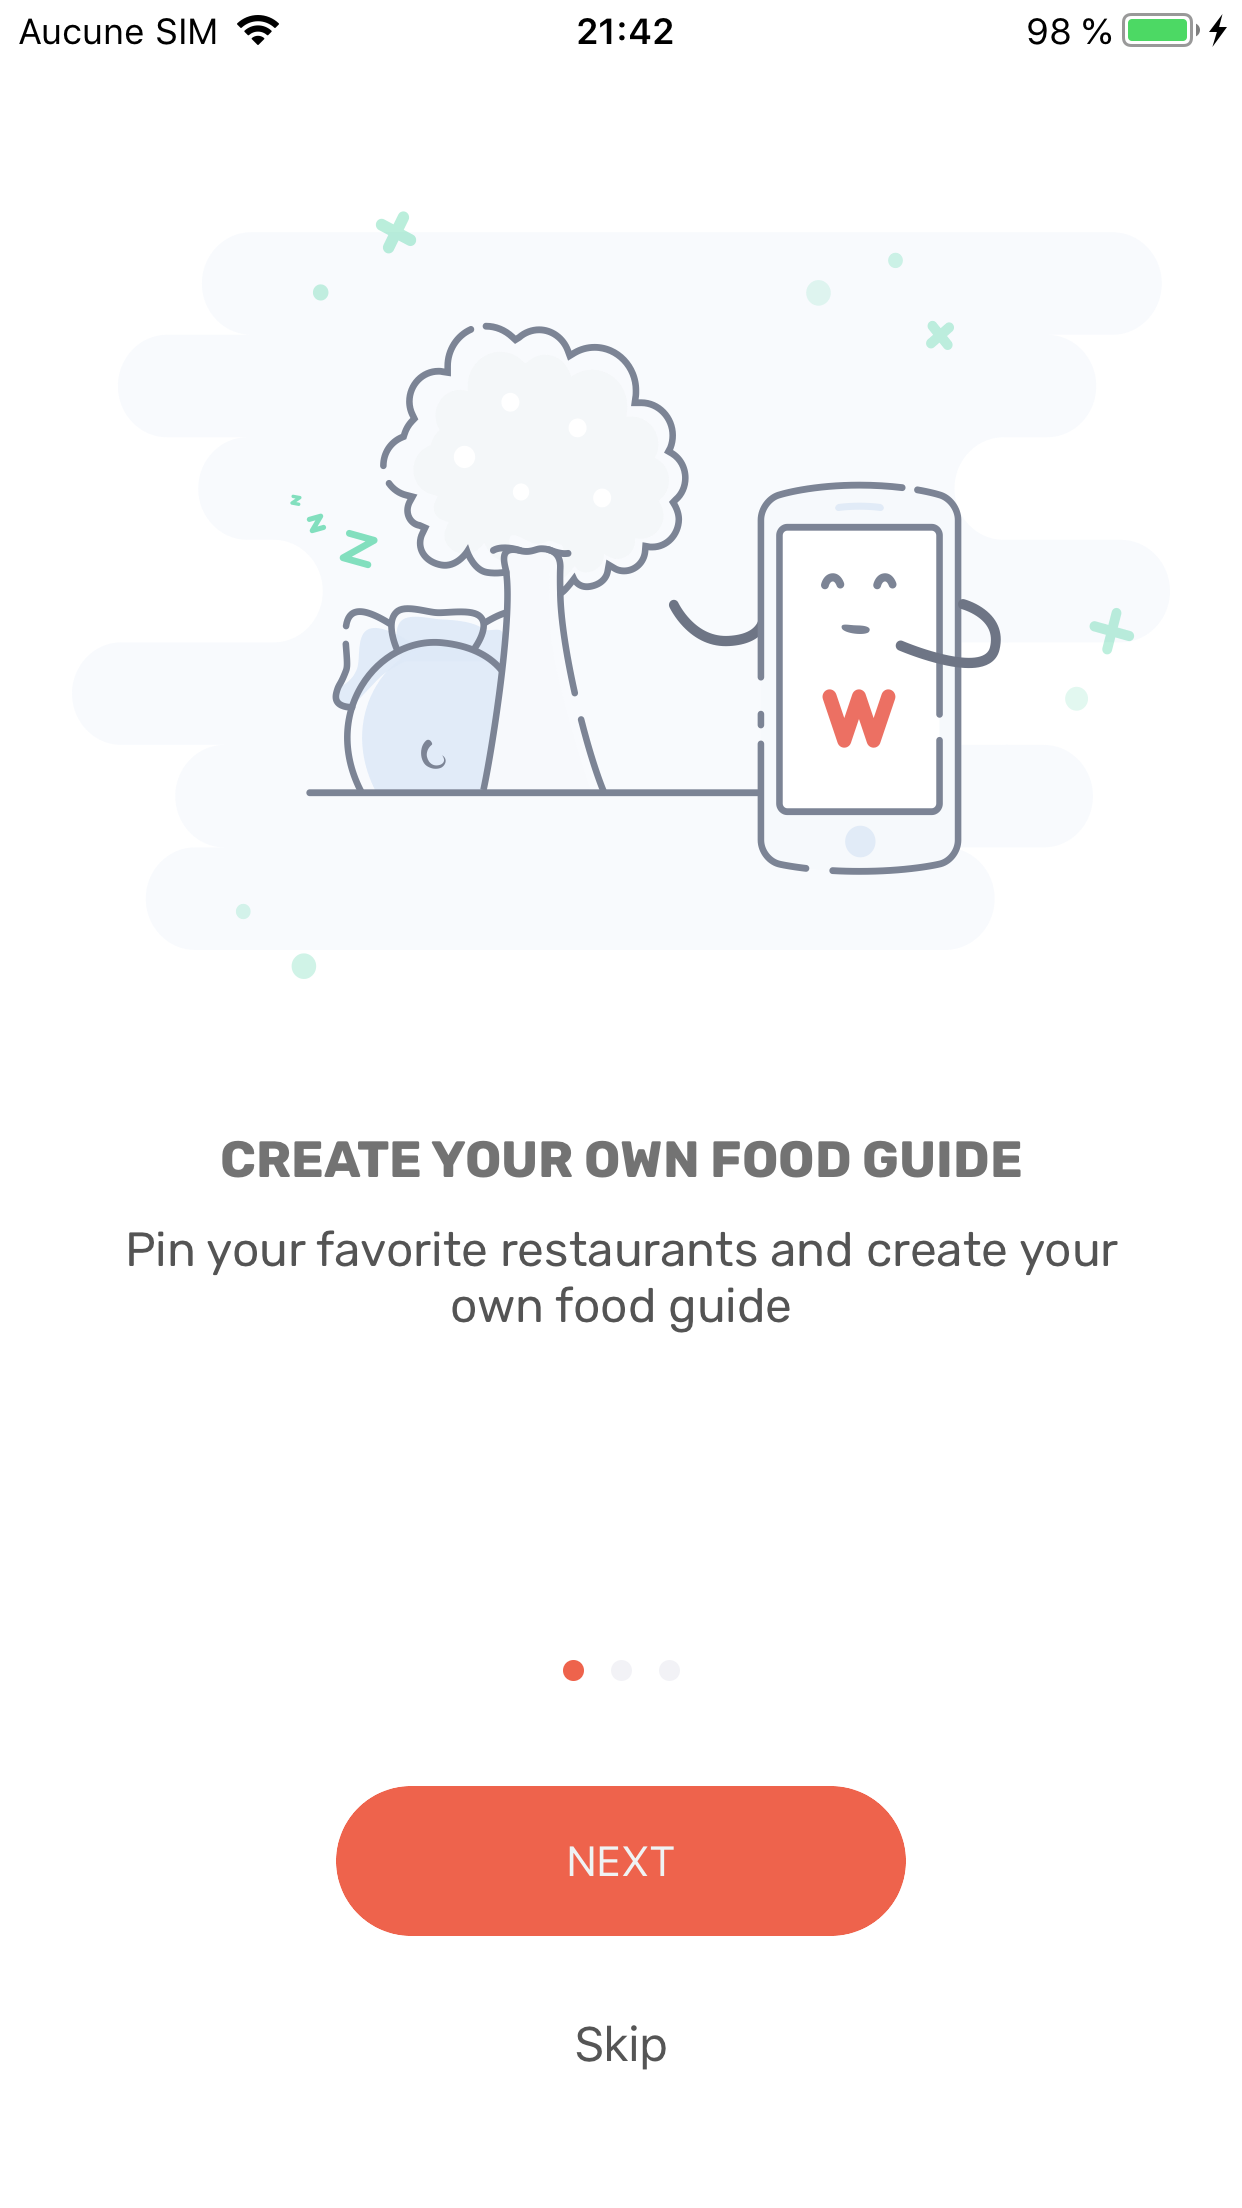 Aucune SIM 21:42 98 %
z
z
Z
W
CREATE YOUR OWN FOOD GUIDE
Pin your favorite restaurants and create your
own food guide
NEXT
Skip